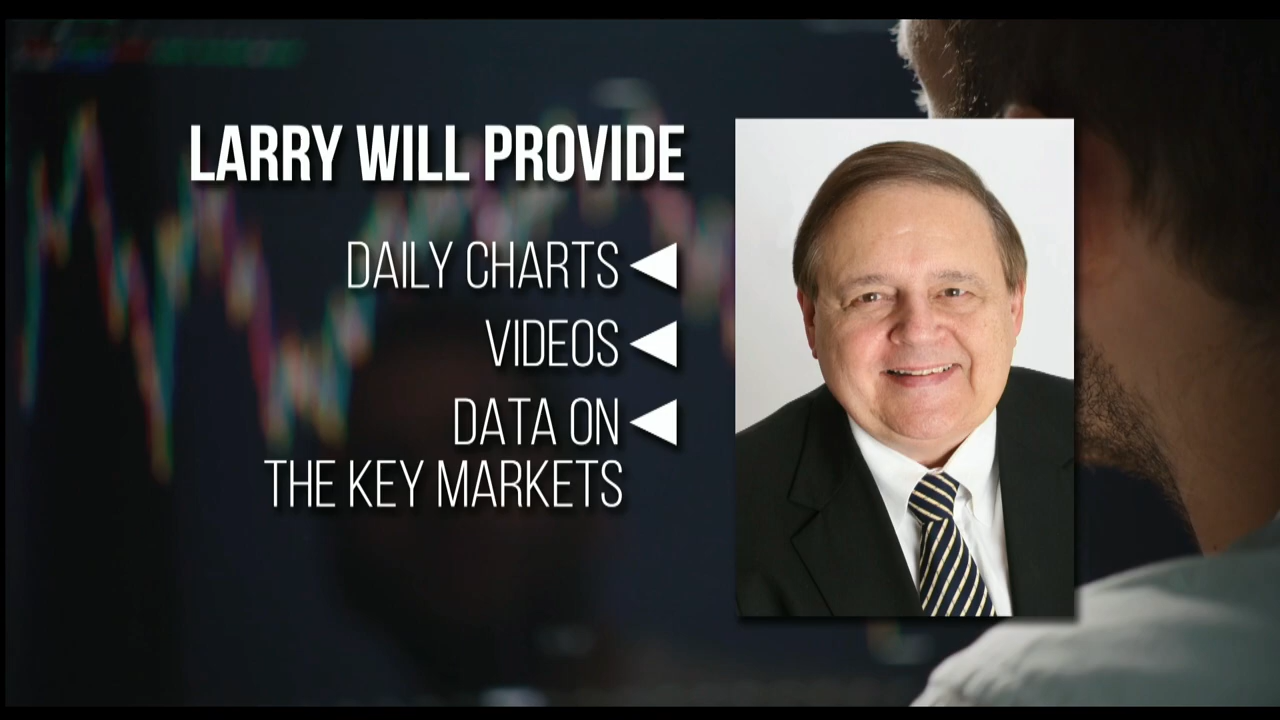 LARRY WILL PROVIDE
DAILY CHARTS
VIDEOS
DATA ON
THE KEY MARKETS